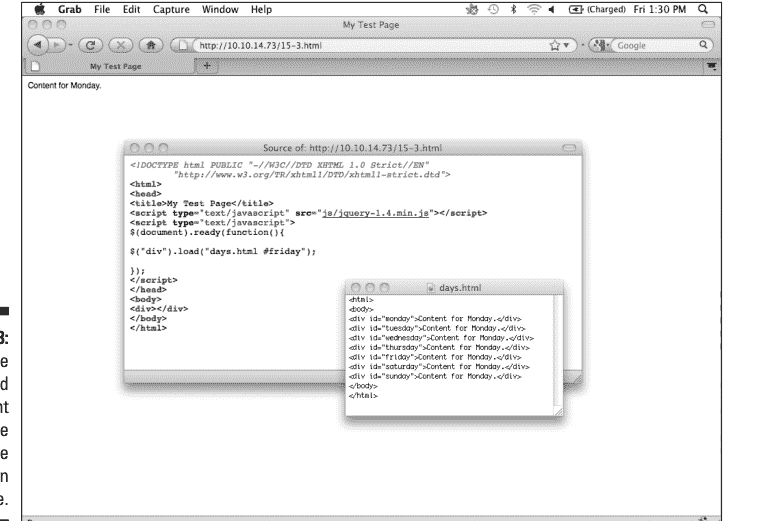 Grab File Edit Capture Window Help (Charged) Fri 1:30 PM
My Test Page
http://10.10.14.73/15-3.html Google
My Test Page +
Content for Monday.
Source of: http://10.10.14.73/15-3.html
<!DOCTYPE html PUBLIC "-//W3C//DTD XHTML 1.0 Strict//EN"
"http://www.w3.org/TR/xhtml1/DTD/xhtml1-strict.dtd">
<html>
<head>
<title>My Test Page</title>
<script type="text/javascript" src="js/jquery-1.4.min.js"></script>
<script type="text/javascript">
$(document).ready(function(){
$("div").load("days.html #friday");
});
</script>
</head>
<body>
<div></div>
</body>
</html>
days.html
<html>
<body>
<div id="monday">Content for Monday.</div>
<div id="tuesday">Content for Monday.</div>
<div id="wednesday">Content for Monday.</div>
<div id="thursday">Content for Monday.</div>
<div id="friday">Content for Monday.</div>
<div id="saturday">Content for Monday.</div>
<div id="sunday">Content for Monday.</div>
</body>
</html>
3:
e
d
nt
e
e
n
e.